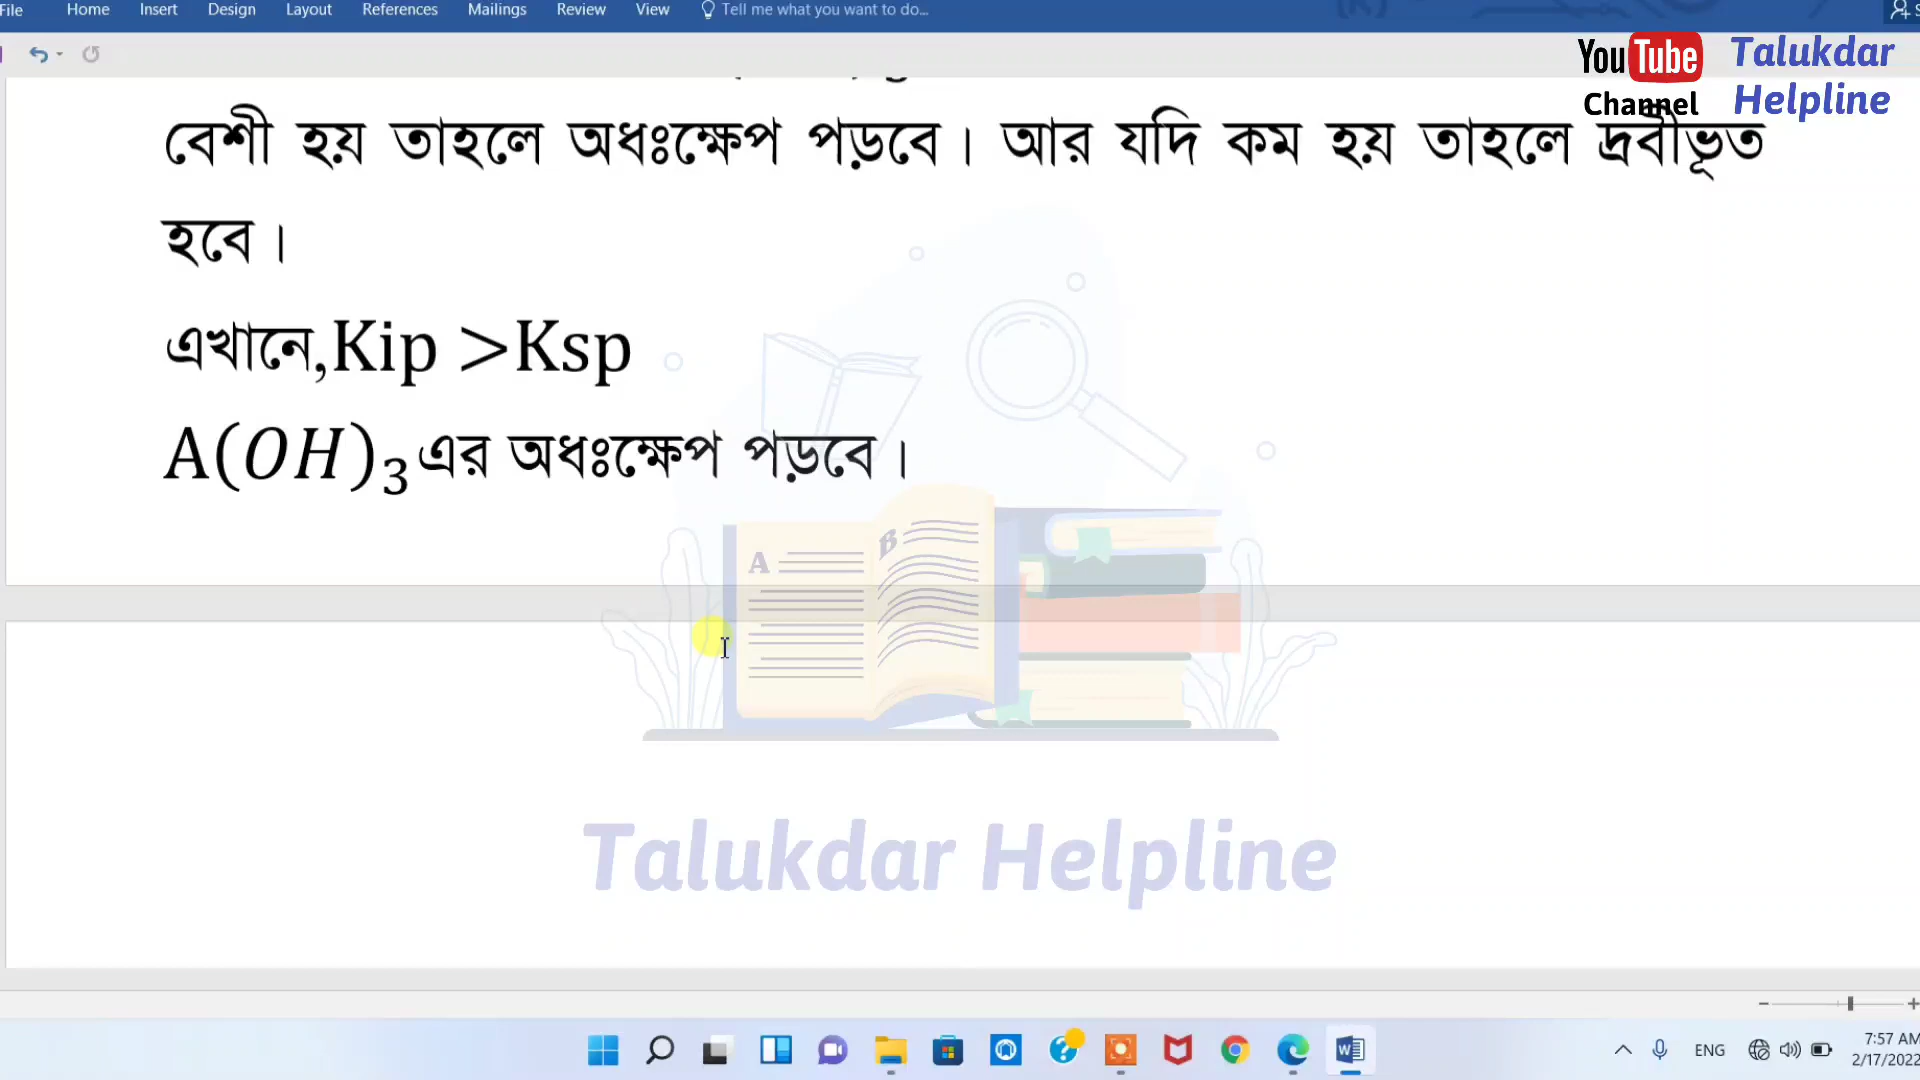 File Home Insert Design Layout References Mailings Review View Tell me what you want to do...
YouTube Talukdar
Channel Helpline
বেশী হয় তাহলে অধঃক্ষেপ পড়বে। আর যদি কম হয় তাহলে দ্রবীভূত
হবে।
এখানে,Kip >Ksp
A(OH)₃এর অধঃক্ষেপ পড়বে।
A B
Talukdar Helpline
ENG 7:57 AM
2/17/2022